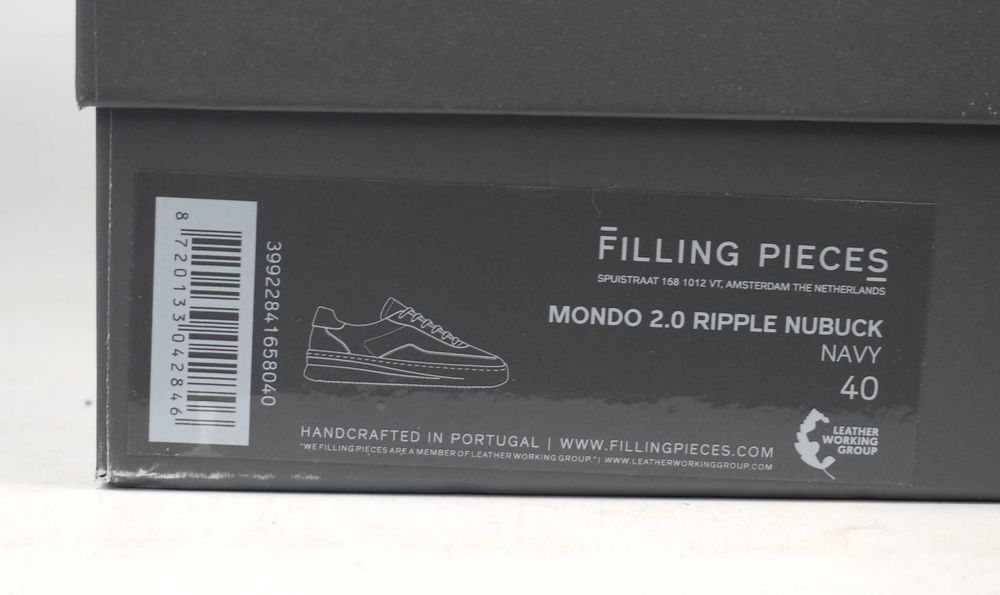 8 720133 042846
39922841658040
FILLING PIECES
SPUISTRAAT 168 1012 VT, AMSTERDAM THE NETHERLANDS
MONDO 2.0 RIPPLE NUBUCK
NAVY
40
HANDCRAFTED IN PORTUGAL | WWW.FILLINGPIECES.COM
"WE FILLING PIECES ARE A MEMBER OF LEATHER WORKING GROUP." | WWW.LEATHERWORKINGGROUP.COM
LEATHER
WORKING
GROUP